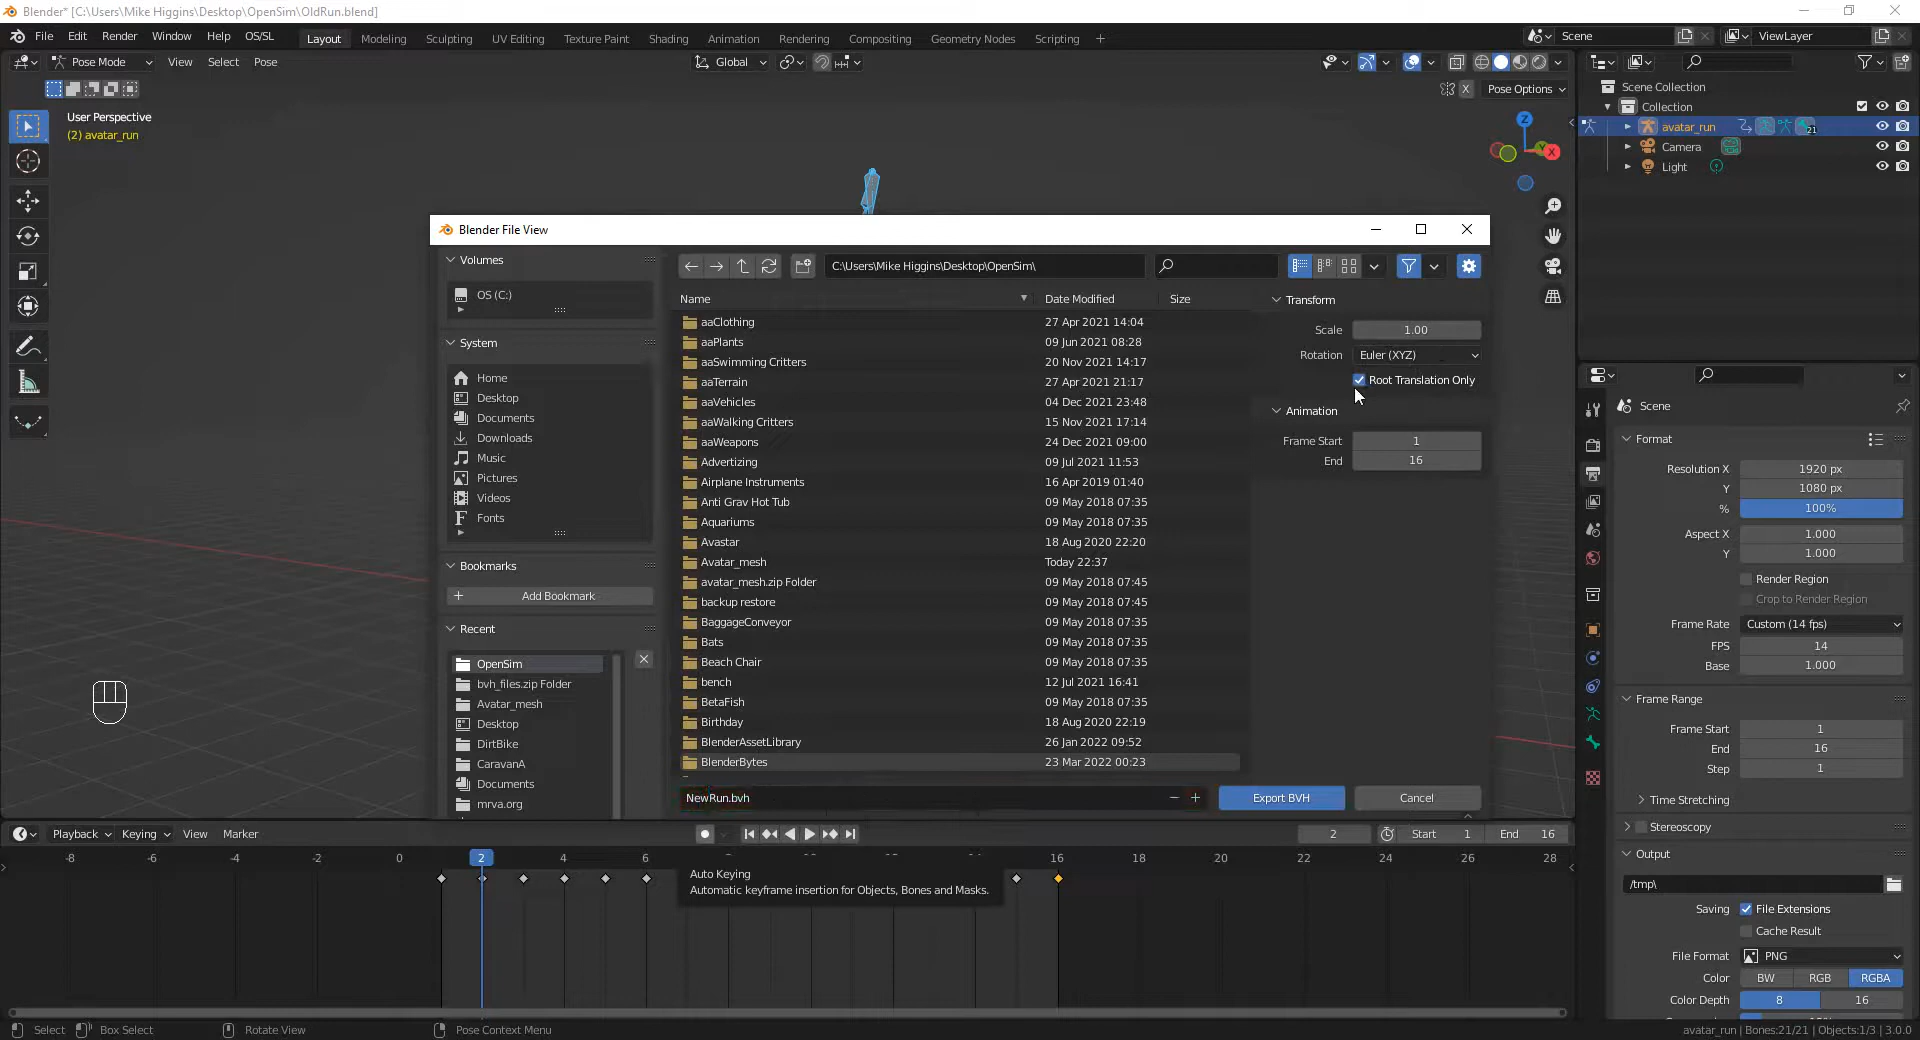 Blender* [C:\Users\Mike Higgins\Desktop\OpenSim\OldRun.blend]
File Edit Render Window Help OS/SL Layout Modeling Sculpting UV Editing Texture Paint Shading Animation Rendering Compositing Geometry Nodes Scripting + Scene ViewLayer
Pose Mode View Select Pose Global
X Pose Options
User Perspective
(2) avatar_run
Z
Y
X
Scene Collection
Collection
avatar_run 21
Camera
Light
Blender File View
Volumes
OS (C:)
System
Home
Desktop
Documents
Downloads
Music
Pictures
Videos
Fonts
Bookmarks
Add Bookmark
Recent
OpenSim
bvh_files.zip Folder
Avatar_mesh
Desktop
DirtBike
CaravanA
Documents
mrva.org
C:\Users\Mike Higgins\Desktop\OpenSim\
Name Date Modified Size
aaClothing 27 Apr 2021 14:04
aaPlants 09 Jun 2021 08:28
aaSwimming Critters 20 Nov 2021 14:17
aaTerrain 27 Apr 2021 21:17
aaVehicles 04 Dec 2021 23:48
aaWalking Critters 15 Nov 2021 17:14
aaWeapons 24 Dec 2021 09:00
Advertizing 09 Jul 2021 11:53
Airplane Instruments 16 Apr 2019 01:40
Anti Grav Hot Tub 09 May 2018 07:35
Aquariums 09 May 2018 07:35
Avastar 18 Aug 2020 22:20
Avatar_mesh Today 22:37
avatar_mesh.zip Folder 09 May 2018 07:45
backup restore 09 May 2018 07:45
BaggageConveyor 09 May 2018 07:35
Bats 09 May 2018 07:35
Beach Chair 09 May 2018 07:35
bench 12 Jul 2021 16:41
BetaFish 09 May 2018 07:35
Birthday 18 Aug 2020 22:19
BlenderAssetLibrary 26 Jan 2022 09:52
BlenderBytes 23 Mar 2022 00:23
NewRun.bvh - + Export BVH Cancel
Transform
Scale 1.00
Rotation Euler (XYZ)
Root Translation Only
Animation
Frame Start 1
End 16
Scene
Format
Resolution X 1920 px
Y 1080 px
% 100%
Aspect X 1.000
Y 1.000
Render Region
Crop to Render Region
Frame Rate Custom (14 fps)
FPS 14
Base 1.000
Frame Range
Frame Start 1
End 16
Step 1
Time Stretching
Stereoscopy
Output
/tmp\
Saving File Extensions
Cache Result
File Format PNG
Color BW RGB RGBA
Color Depth 8 16
Playback Keying View Marker 2 Start 1 End 16
-8 -6 -4 -2 0 2 4 6 16 18 20 22 24 26 28
Auto Keying
Automatic keyframe insertion for Objects, Bones and Masks.
Select Box Select Rotate View Pose Context Menu avatar_run | Bones:21/21 | Objects:1/3 | 3.0.0